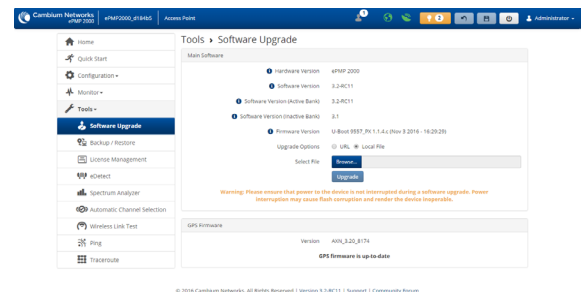 Cambium Networks
ePMP 2000
ePMP2000_d184b5
Access Point
Administrator
Home
Quick Start
Configuration
Monitor
Tools
Software Upgrade
Backup / Restore
License Management
eDetect
Spectrum Analyzer
Automatic Channel Selection
Wireless Link Test
Ping
Traceroute
Tools > Software Upgrade
Main Software
Hardware Version ePMP 2000
Software Version 3.2-RC11
Software Version (Active Bank) 3.2-RC11
Software Version (Inactive Bank) 3.1
Firmware Version U-Boot 9557_PX 1.1.4.c (Nov 3 2016 - 16:29:29)
Upgrade Options URL Local File
Select File Browse...
Upgrade
Warning: Please ensure that power to the device is not interrupted during a software upgrade. Power
interruption may cause flash corruption and render the device inoperable.
GPS Firmware
Version AXN_3.20_8174
GPS firmware is up-to-date
© 2016 Cambium Networks. All Rights Reserved | Version 3.2-RC11 | Support | Community Forum